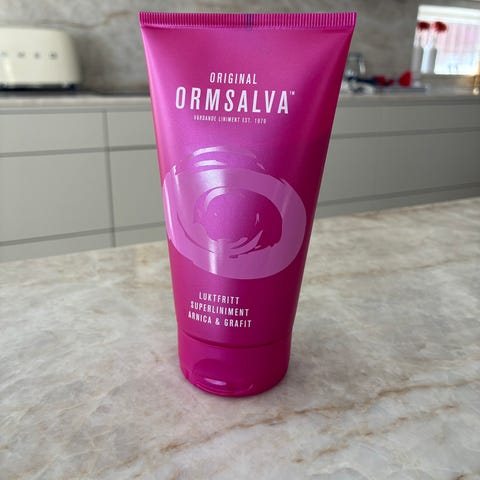 ORIGINAL
ORMSALVA™
VÅRDANDE LINIMENT EST. 1979
LUKTFRITT
SUPERLINIMENT
ARNICA & GRAFIT